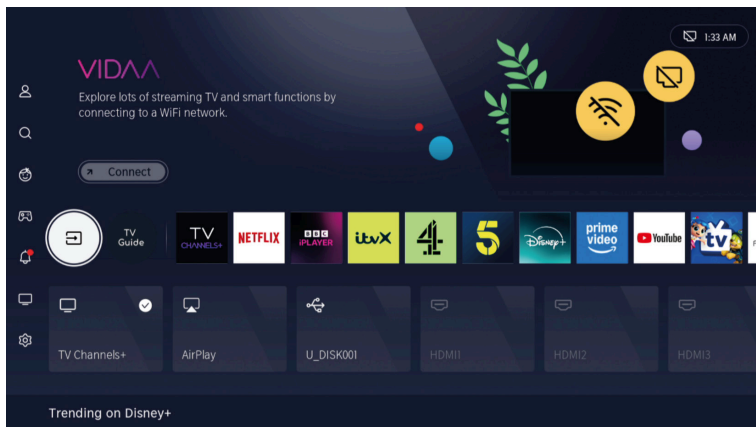 1:33 AM
VIDAA
Explore lots of streaming TV and smart functions by
connecting to a WiFi network.
Connect
TV
Guide
TV
CHANNELS+
NETFLIX
BBC
iPLAYER
itvX
4
5
Disney+
prime
video
YouTube
tv
TV Channels+
AirPlay
U_DISK001
HDMI1
HDMI2
HDMI3
Trending on Disney+